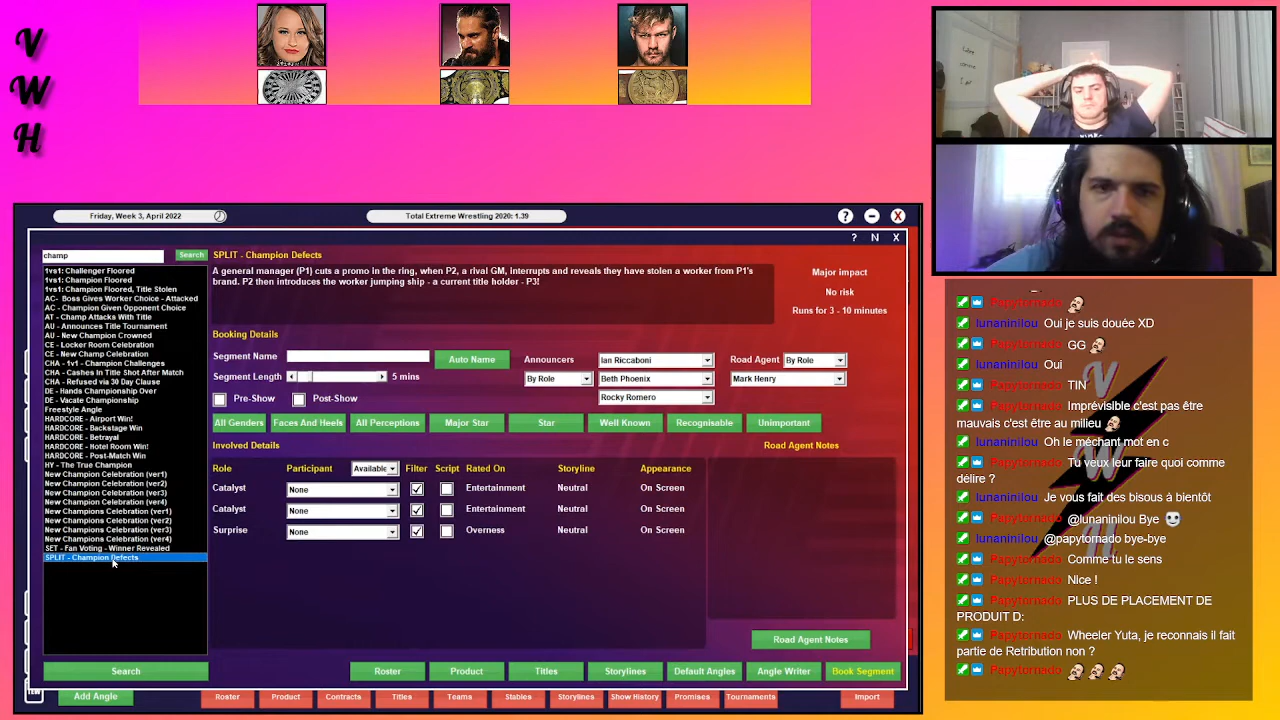 V
W
H
Friday, Week 3, April 2022
Total Extreme Wrestling 2020: 1.39
?
X
? N X
champ
Search
1vs1: Challenger Floored
1vs1: Champion Floored
1vs1: Champion Floored, Title Stolen
AC- Boss Gives Worker Choice - Attacked
AC - Champion Given Opponent Choice
AT - Champ Attacks With Title
AU - Announces Title Tournament
AU - New Champion Crowned
CE - Locker Room Celebration
CE - New Champ Celebration
CHA - 1v1 - Champion Challenges
CHA - Cashes In Title Shot After Match
CHA - Refused via 30 Day Clause
DE - Hands Championship Over
DE - Vacate Championship
Freestyle Angle
HARDCORE - Airport Win!
HARDCORE - Backstage Win
HARDCORE - Betrayal
HARDCORE - Hotel Room Win!
HARDCORE - Post-Match Win
HY - The True Champion
New Champion Celebration (ver1)
New Champion Celebration (ver2)
New Champion Celebration (ver3)
New Champion Celebration (ver4)
New Champions Celebration (ver1)
New Champions Celebration (ver2)
New Champions Celebration (ver3)
New Champions Celebration (ver4)
SET - Fan Voting - Winner Revealed
SPLIT - Champion Defects
Search
SPLIT - Champion Defects
A general manager (P1) cuts a promo in the ring, when P2, a rival GM, interrupts and reveals they have stolen a worker from P1's
brand. P2 then introduces the worker jumping ship - a current title holder - P3!
Major impact
No risk
Runs for 3 - 10 minutes
Booking Details
Segment Name
Auto Name
Announcers
Ian Riccaboni
Road Agent
By Role
Segment Length
5 mins
By Role
Beth Phoenix
Mark Henry
Pre-Show
Post-Show
Rocky Romero
All Genders
Faces And Heels
All Perceptions
Major Star
Star
Well Known
Recognisable
Unimportant
Involved Details
Road Agent Notes
Role
Participant
Available
Filter
Script
Rated On
Storyline
Appearance
Catalyst
None
Entertainment
Neutral
On Screen
Catalyst
None
Entertainment
Neutral
On Screen
Surprise
None
Overness
Neutral
On Screen
Road Agent Notes
Roster
Product
Titles
Storylines
Default Angles
Angle Writer
Book Segment
Add Angle
Roster
Product
Contracts
Titles
Teams
Stables
Storylines
Show History
Promises
Tournaments
Import
Papytornado
lunaninilou Oui je suis douée XD
Papytornado GG
lunaninilou Oui
Papytornado TIN
Papytornado Imprévisible c'est pas être
mauvais c'est être au milieu
lunaninilou Oh le méchant mot en c
Papytornado Tu veux leur faire quoi comme
délire ?
lunaninilou Je vous fait des bisous à bientôt
Papytornado @lunaninilou Bye
lunaninilou @papytornado bye-bye
Papytornado Comme tu le sens
Papytornado Nice !
Papytornado PLUS DE PLACEMENT DE
PRODUIT D:
Papytornado Wheeler Yuta, je reconnais il fait
partie de Retribution non ?
Papytornado